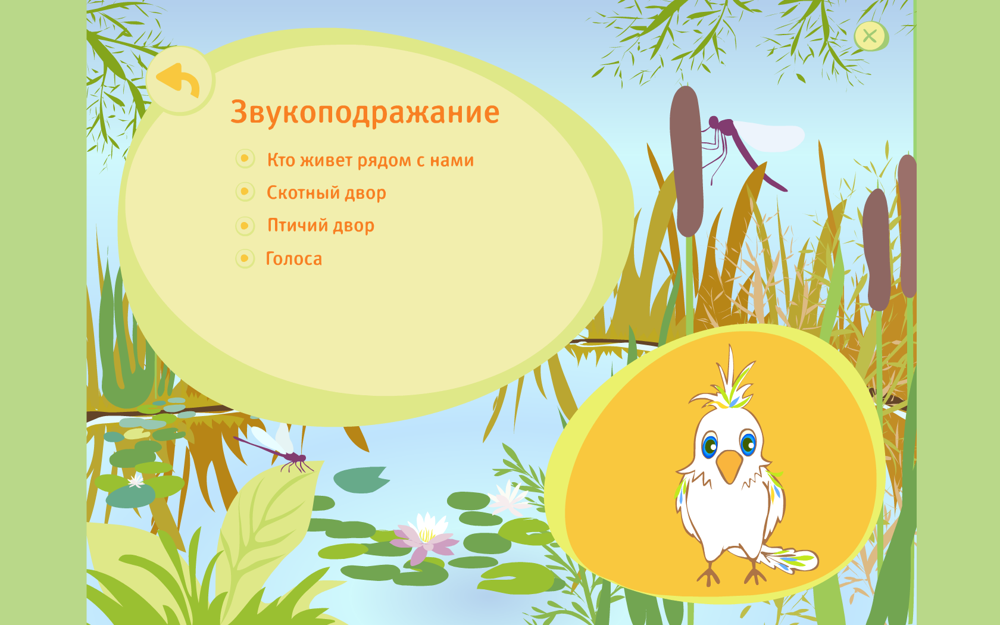 Звукоподражание
Кто живет рядом с нами
Скотный двор
Птичий двор
Голоса